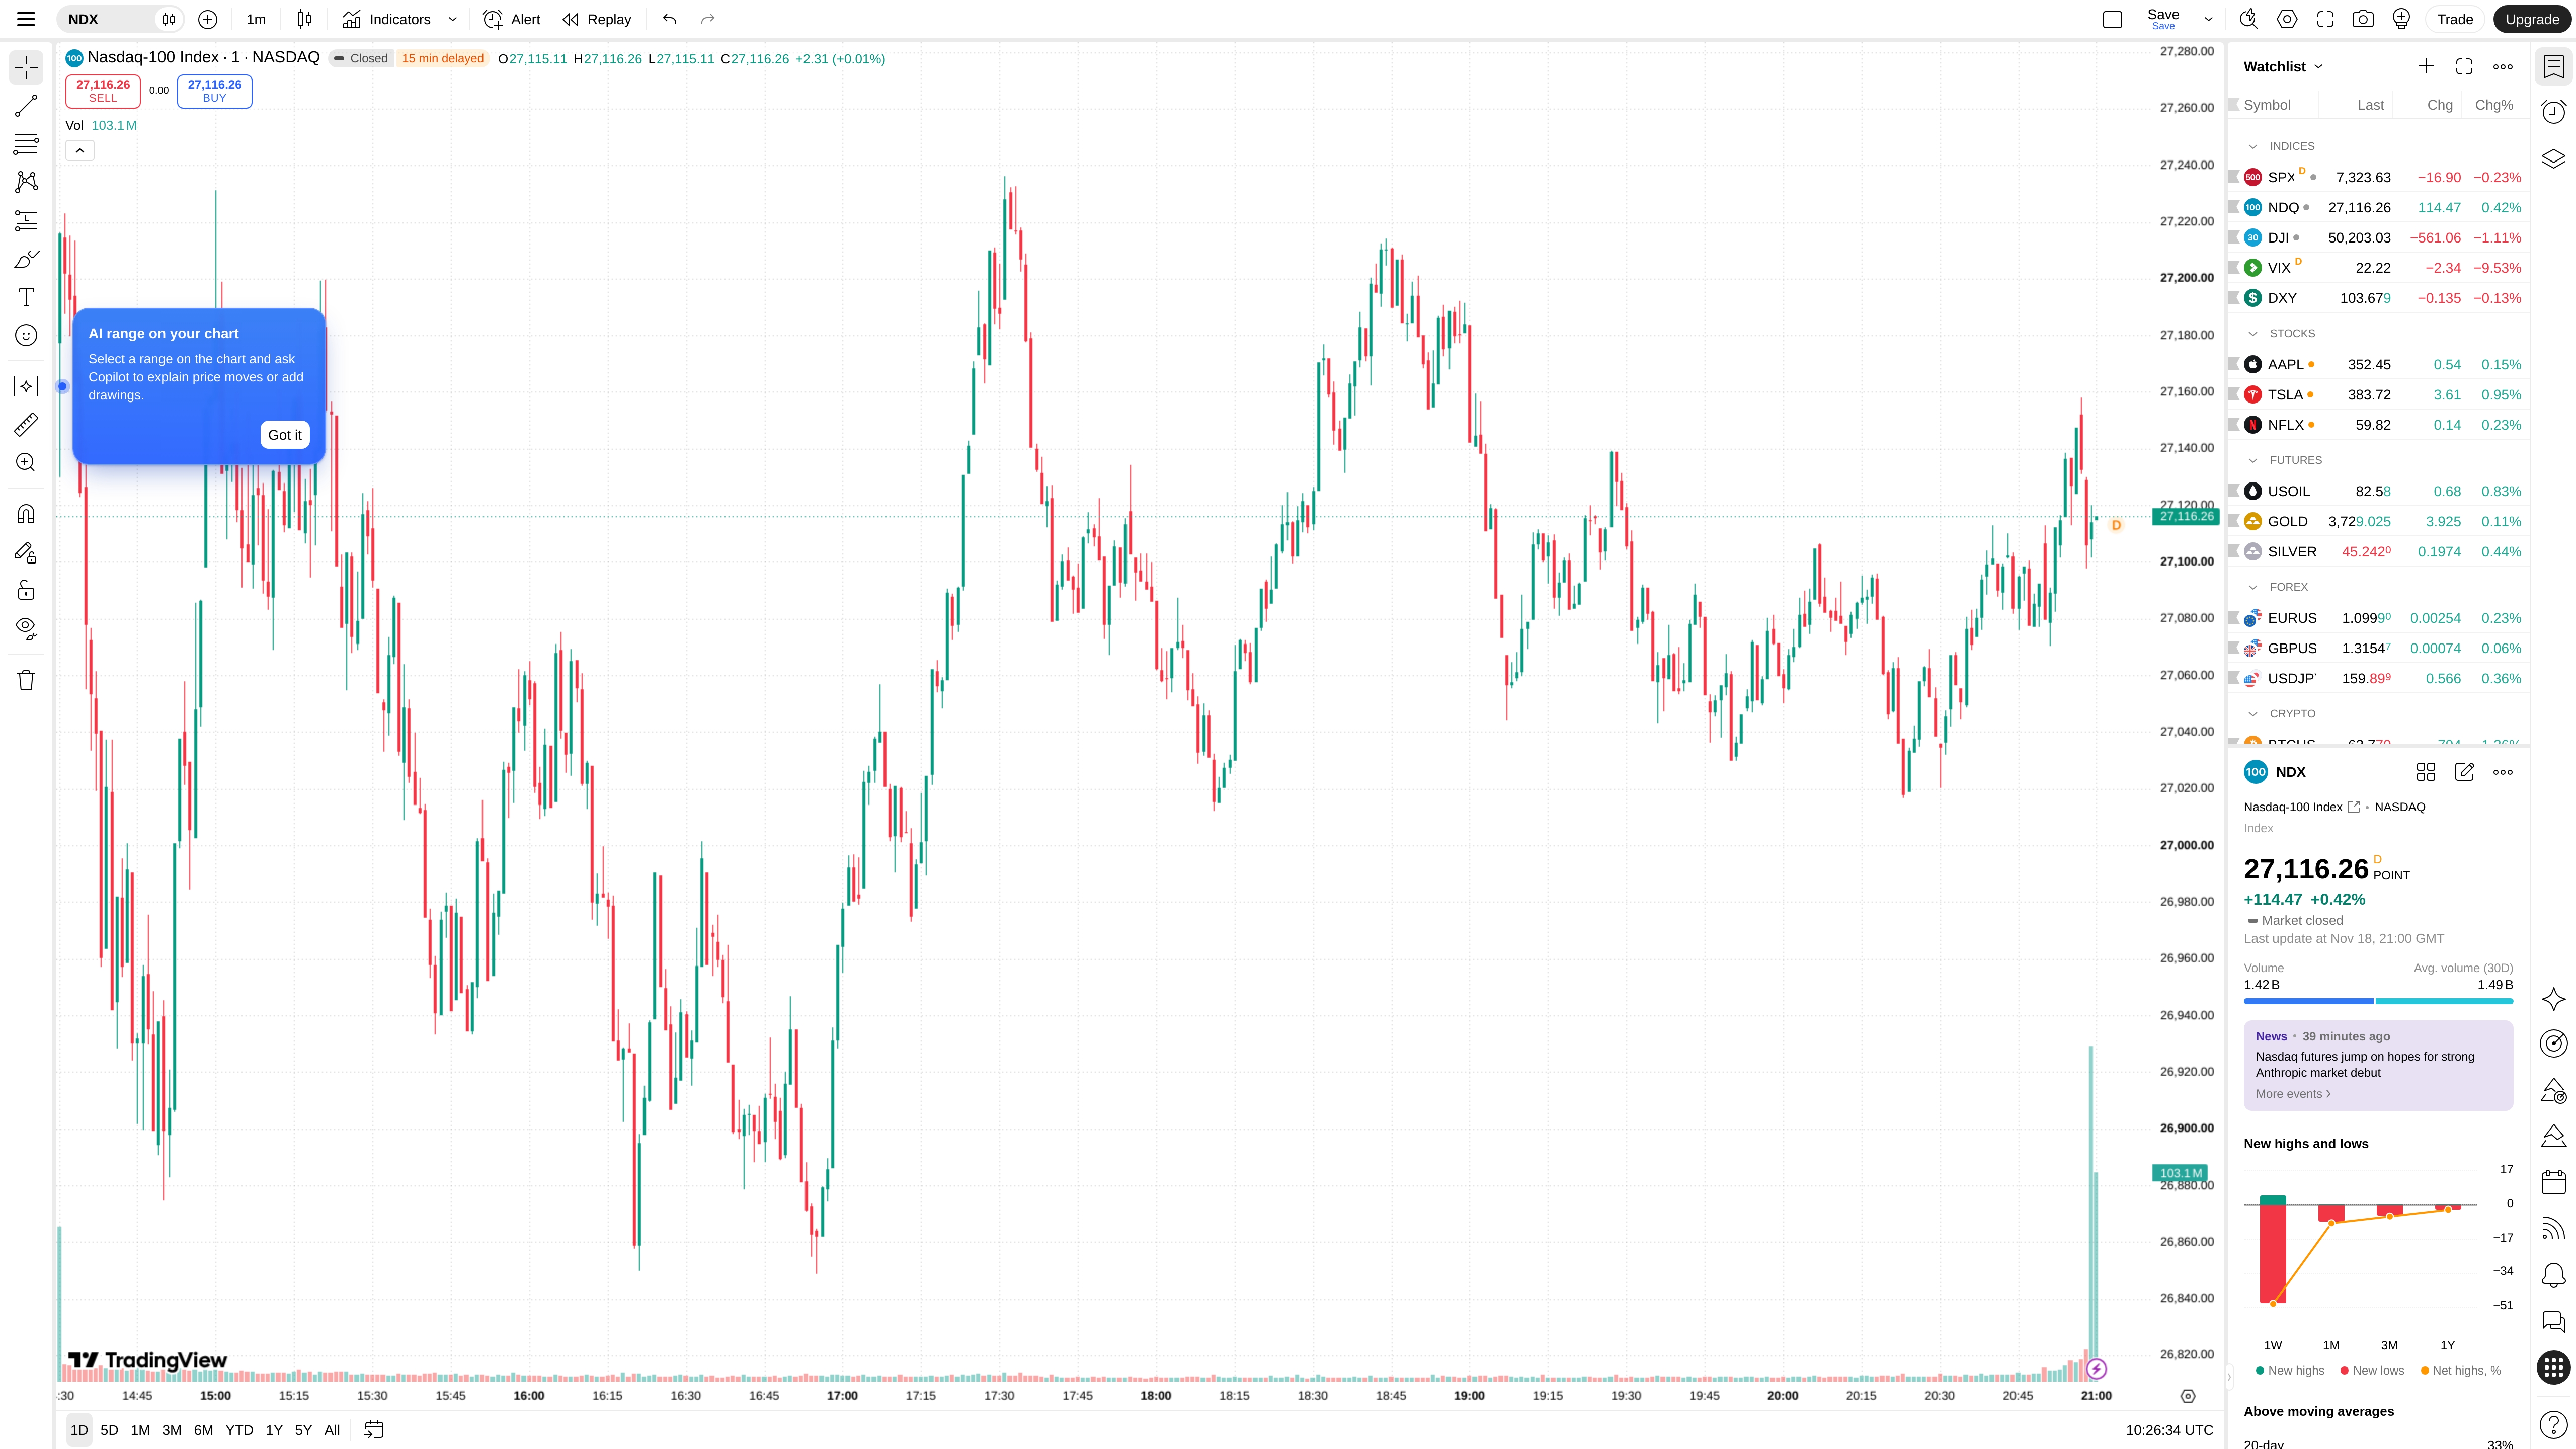 NDX
1m
Indicators
Alert
Replay
Save
Save
Trade
Upgrade
100 Nasdaq-100 Index · 1 · NASDAQ
Closed
15 min delayed
O27,115.11 H27,116.26 L27,115.11 C27,116.26 +2.31 (+0.01%)
27,116.26
SELL
0.00
27,116.26
BUY
Vol 103.1 M
AI range on your chart
Select a range on the chart and ask
Copilot to explain price moves or add
drawings.
Got it
27,280.00
27,260.00
27,240.00
27,220.00
27,200.00
27,180.00
27,160.00
27,140.00
27,120.00
27,116.26
D
27,100.00
27,080.00
27,060.00
27,040.00
27,020.00
27,000.00
26,980.00
26,960.00
26,940.00
26,920.00
26,900.00
103.1 M
26,880.00
26,860.00
26,840.00
26,820.00
TradingView
:30 14:45 15:00 15:15 15:30 15:45 16:00 16:15 16:30 16:45 17:00 17:15 17:30 17:45 18:00 18:15 18:30 18:45 19:00 19:15 19:30 19:45 20:00 20:15 20:30 20:45 21:00
1D 5D 1M 3M 6M YTD 1Y 5Y All
10:26:34 UTC
Watchlist
Symbol Last Chg Chg%
INDICES
500 SPX D 7,323.63 −16.90 −0.23%
100 NDQ 27,116.26 114.47 0.42%
30 DJI 50,203.03 −561.06 −1.11%
VIX D 22.22 −2.34 −9.53%
DXY 103.679 −0.135 −0.13%
STOCKS
AAPL 352.45 0.54 0.15%
TSLA 383.72 3.61 0.95%
NFLX 59.82 0.14 0.23%
FUTURES
USOIL 82.58 0.68 0.83%
GOLD 3,729.025 3.925 0.11%
SILVER 45.2420 0.1974 0.44%
FOREX
EURUS 1.09990 0.00254 0.23%
GBPUS 1.31547 0.00074 0.06%
USDJP 159.899 0.566 0.36%
CRYPTO
100 NDX
Nasdaq-100 Index • NASDAQ
Index
27,116.26 D
POINT
+114.47 +0.42%
Market closed
Last update at Nov 18, 21:00 GMT
Volume Avg. volume (30D)
1.42 B 1.49 B
News • 39 minutes ago
Nasdaq futures jump on hopes for strong
Anthropic market debut
More events
New highs and lows
17
0
−17
−34
−51
1W 1M 3M 1Y
New highs New lows Net highs, %
Above moving averages
20-day 33%